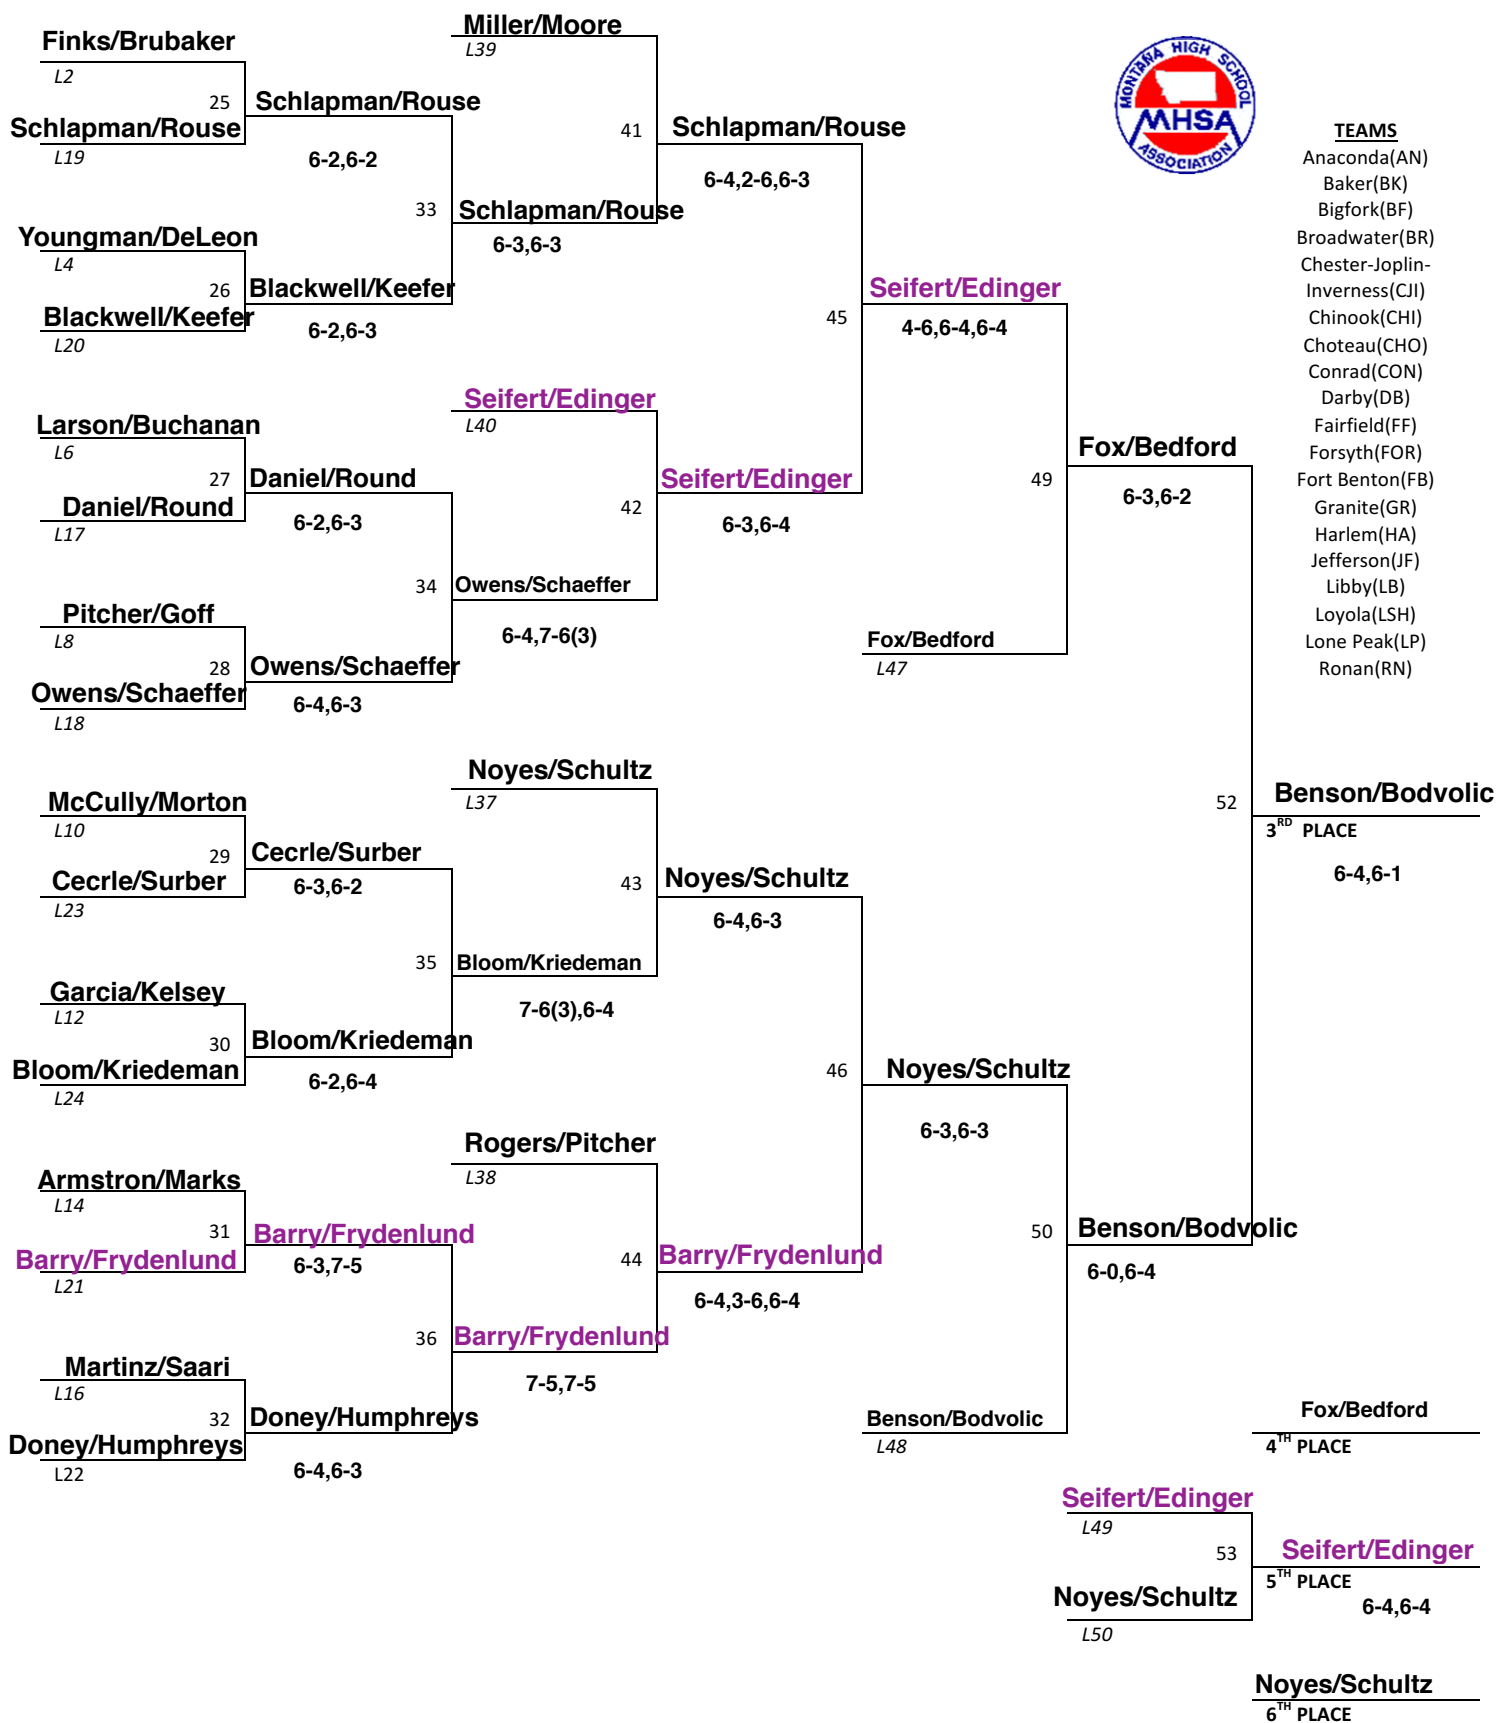 Finks/Brubaker
L2
25
Schlapman/Rouse
L19
Schlapman/Rouse
6-2,6-2
Youngman/DeLeon
L4
26
Blackwell/Keefer
L20
Blackwell/Keefer
6-2,6-3
33
Schlapman/Rouse
6-3,6-3
Miller/Moore
L39
41
Schlapman/Rouse
6-4,2-6,6-3
Larson/Buchanan
L6
27
Daniel/Round
L17
Daniel/Round
6-2,6-3
Pitcher/Goff
L8
28
Owens/Schaeffer
L18
Owens/Schaeffer
6-4,6-3
34
Owens/Schaeffer
6-4,7-6(3)
Seifert/Edinger
L40
42
Seifert/Edinger
6-3,6-4
45
Seifert/Edinger
4-6,6-4,6-4
49
Fox/Bedford
L47
Fox/Bedford
6-3,6-2
McCully/Morton
L10
29
Cecrle/Surber
L23
Cecrle/Surber
6-3,6-2
Garcia/Kelsey
L12
30
Bloom/Kriedeman
L24
Bloom/Kriedeman
6-2,6-4
35
Bloom/Kriedeman
7-6(3),6-4
Noyes/Schultz
L37
43
Noyes/Schultz
6-4,6-3
Armstron/Marks
L14
31
Barry/Frydenlund
L21
Barry/Frydenlund
6-3,7-5
Martinz/Saari
L16
32
Doney/Humphreys
L22
Doney/Humphreys
6-4,6-3
36
Barry/Frydenlund
7-5,7-5
Rogers/Pitcher
L38
44
Barry/Frydenlund
6-4,3-6,6-4
46
Noyes/Schultz
6-3,6-3
50
Benson/Bodvolic
L48
Benson/Bodvolic
6-0,6-4
52
Benson/Bodvolic
3RD PLACE
6-4,6-1
Fox/Bedford
4TH PLACE
Seifert/Edinger
L49
53
Noyes/Schultz
L50
Seifert/Edinger
5TH PLACE
6-4,6-4
Noyes/Schultz
6TH PLACE
MONTANA HIGH SCHOOL
MHSA
ASSOCIATION
TEAMS
Anaconda(AN)
Baker(BK)
Bigfork(BF)
Broadwater(BR)
Chester-Joplin-
Inverness(CJI)
Chinook(CHI)
Choteau(CHO)
Conrad(CON)
Darby(DB)
Fairfield(FF)
Forsyth(FOR)
Fort Benton(FB)
Granite(GR)
Harlem(HA)
Jefferson(JF)
Libby(LB)
Loyola(LSH)
Lone Peak(LP)
Ronan(RN)